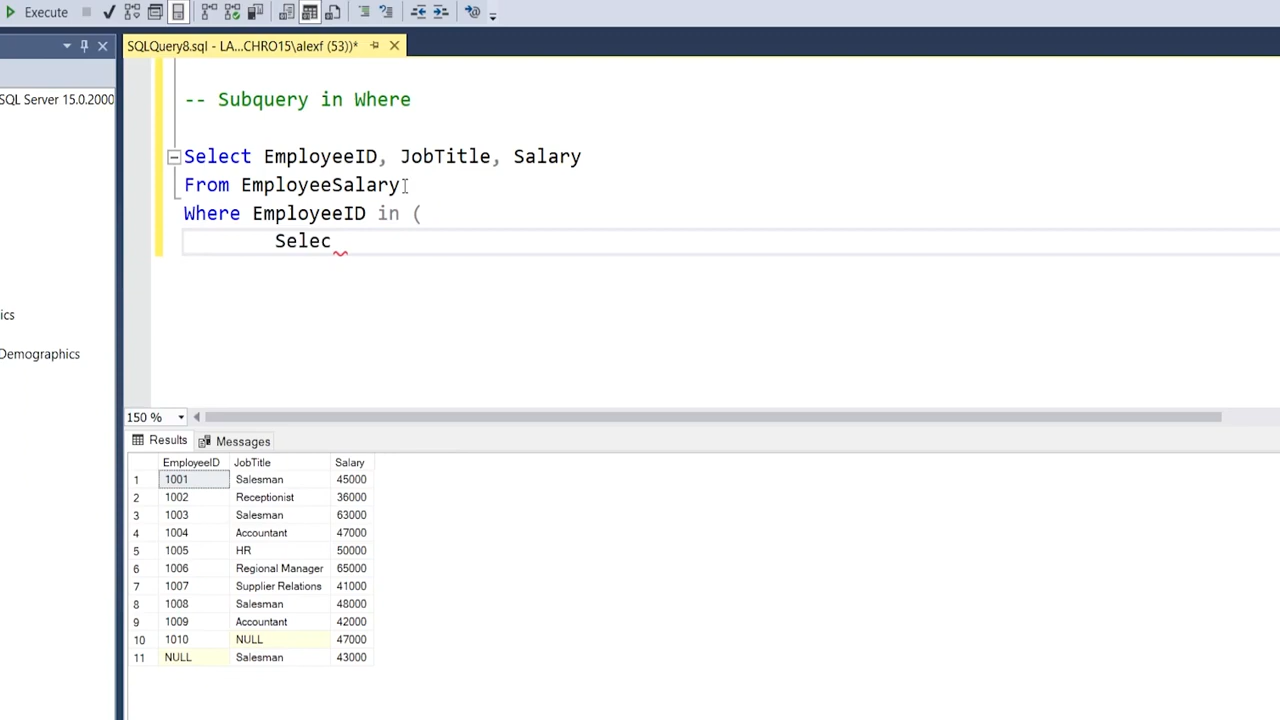 Execute
SQLQuery8.sql - LA...CHRO15\alexf (53))*
SQL Server 15.0.2000
-- Subquery in Where
Select EmployeeID, JobTitle, Salary
From EmployeeSalary
Where EmployeeID in (
Selec
ics
Demographics
150 %
Results Messages
EmployeeID JobTitle Salary
1 1001 Salesman 45000
2 1002 Receptionist 36000
3 1003 Salesman 63000
4 1004 Accountant 47000
5 1005 HR 50000
6 1006 Regional Manager 65000
7 1007 Supplier Relations 41000
8 1008 Salesman 48000
9 1009 Accountant 42000
10 1010 NULL 47000
11 NULL Salesman 43000